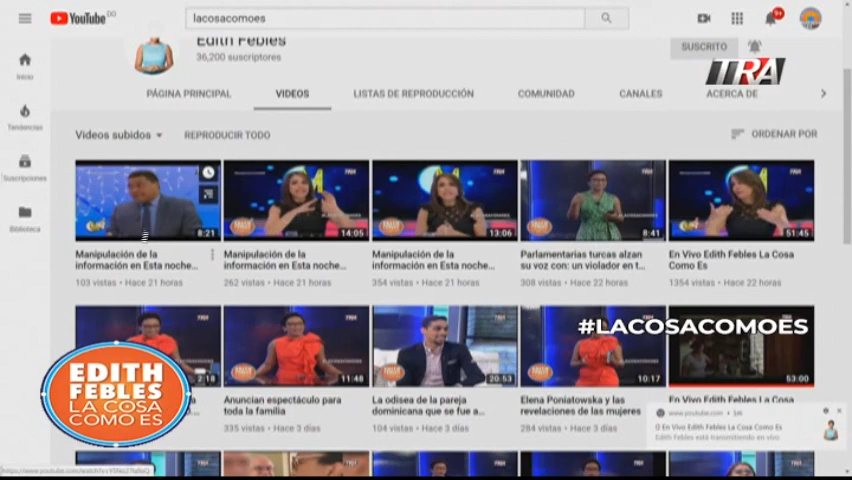 YouTube DO
lacosacomoes
9+
Edith Febles
36,200 suscriptores
SUSCRITO
TRA
Inicio
Tendencias
Suscripciones
Biblioteca
PÁGINA PRINCIPAL VIDEOS LISTAS DE REPRODUCCIÓN COMUNIDAD CANALES ACERCA DE
Videos subidos REPRODUCIR TODO ORDENAR POR
8:21 14:05 13:06 8:41 51:45
Manipulación de la
información en Esta noche...
103 vistas • Hace 21 horas
Manipulación de la
información en Esta noche...
262 vistas • Hace 21 horas
Manipulación de la
información en Esta noche...
354 vistas • Hace 21 horas
Parlamentarias turcas alzan
su voz con: un violador en t...
308 vistas • Hace 22 horas
En Vivo Edith Febles La Cosa
Como Es
1354 vistas • Hace 22 horas
#LACOSACOMOES
2:18 11:48 20:53 10:17 53:00
Anuncian espectáculo para
toda la familia
335 vistas • Hace 3 días
La odisea de la pareja
dominicana que se fue a...
104 vistas • Hace 3 días
Elena Poniatowska y las
revelaciones de las mujeres
284 vistas • Hace 3 días
En Vivo Edith Febles La Cosa
www.youtube.com
En Vivo Edith Febles La Cosa Como Es
Edith Febles está transmitiendo en vivo
EDITH
FEBLES
LA COSA
COMO ES